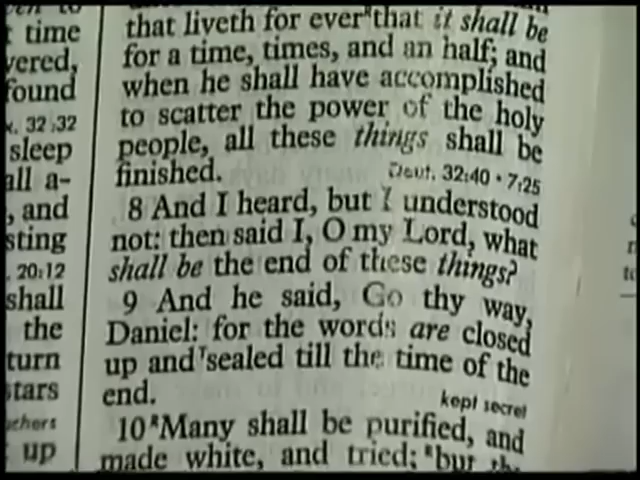 time
vered,
found
32:32
sleep
all a-
, and
sting
20:12
shall
the
turn
stars
up
that liveth for ever that it shall be
for a time, times, and an half; and
when he shall have accomplished
to scatter the power of the holy
people, all these things shall be
finished. Deut. 32:40 • 7:25
8 And I heard, but I understood
not: then said I, O my Lord, what
shall be the end of these things?
9 And he said, Go thy way,
Daniel: for the words are closed
up and rsealed till the time of the
end. kept secret
10 RMany shall be purified, and
made white, and tried; Rbut the